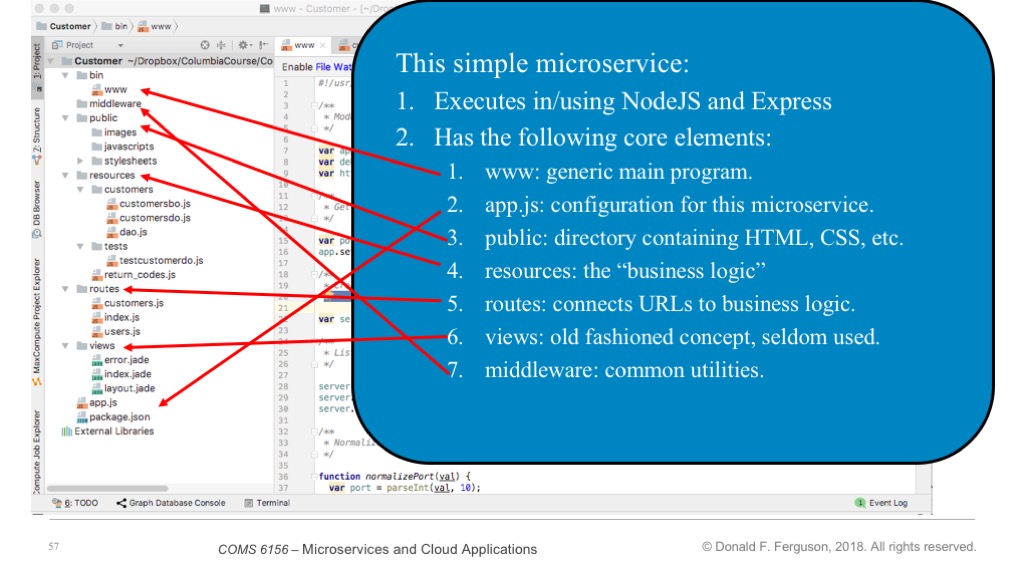 www - Customer - [~/Dro
Customer bin www
Project
www
Customer ~/Dropbox/ColumbiaCourse/Co
Enable File Wat
1: Project
Z: Structure
DB Browser
MaxCompute Project Explorer
ompute Job Explorer
bin
www
middleware
public
images
javascripts
stylesheets
resources
customers
customersbo.js
customersdo.js
dao.js
tests
testcustomerdo.js
return_codes.js
routes
customers.js
index.js
users.js
views
error.jade
index.jade
layout.jade
app.js
package.json
External Libraries
1 #!/usr
2
3 /**
4 * Mod
5 */
6
7 var ap
8 var de
9 var ht
10
11 /**
12 * Get
13 */
14
15 var po
16 app.se
17
18 /**
19 * Cre
20
21
22 var se
23
24 /**
25 * Lis
26 */
27
28 server
29 server.
30 server.
31
32 /**
33 * Normaliz
34 */
35
36 function normalizePort(val) {
37 var port = parseInt(val, 10);
This simple microservice:
1. Executes in/using NodeJS and Express
2. Has the following core elements:
1. www: generic main program.
2. app.js: configuration for this microservice.
3. public: directory containing HTML, CSS, etc.
4. resources: the “business logic”
5. routes: connects URLs to business logic.
6. views: old fashioned concept, seldom used.
7. middleware: common utilities.
6: TODO Graph Database Console Terminal 1 Event Log
57 COMS 6156 – Microservices and Cloud Applications © Donald F. Ferguson, 2018. All rights reserved.